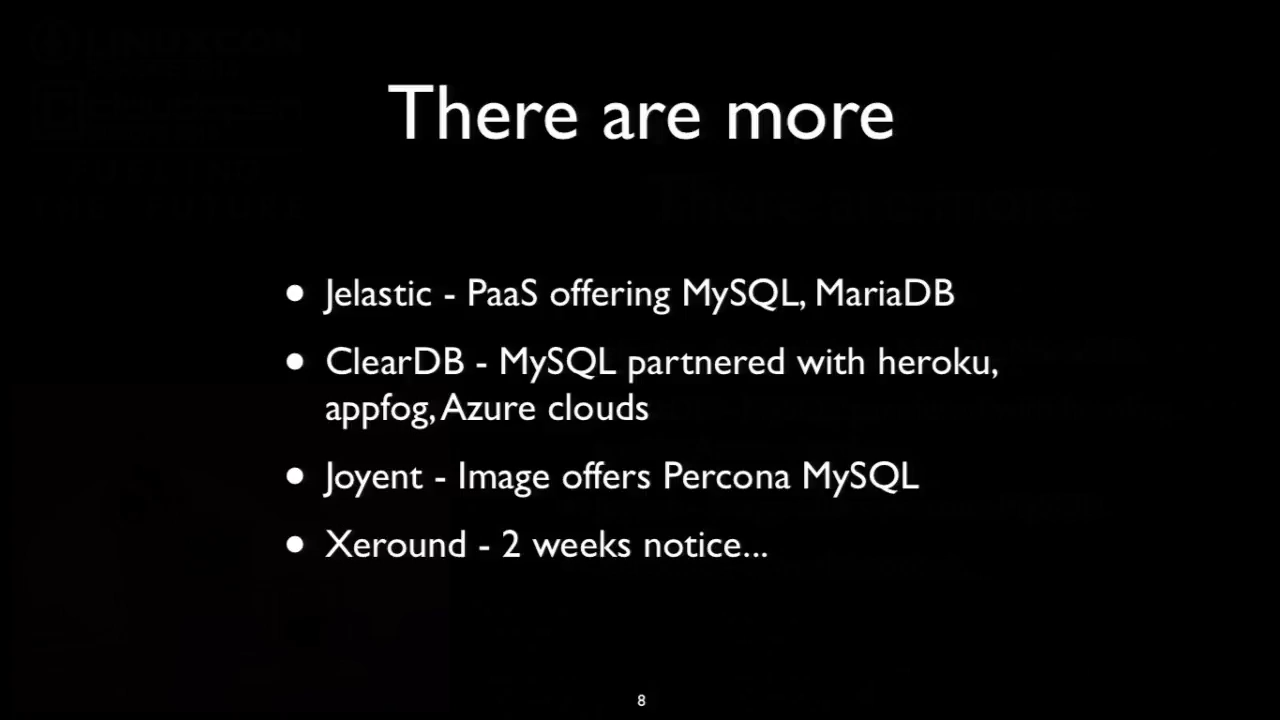 There are more
• Jelastic - PaaS offering MySQL, MariaDB
• ClearDB - MySQL partnered with heroku,
appfog, Azure clouds
• Joyent - Image offers Percona MySQL
• Xeround - 2 weeks notice...
8